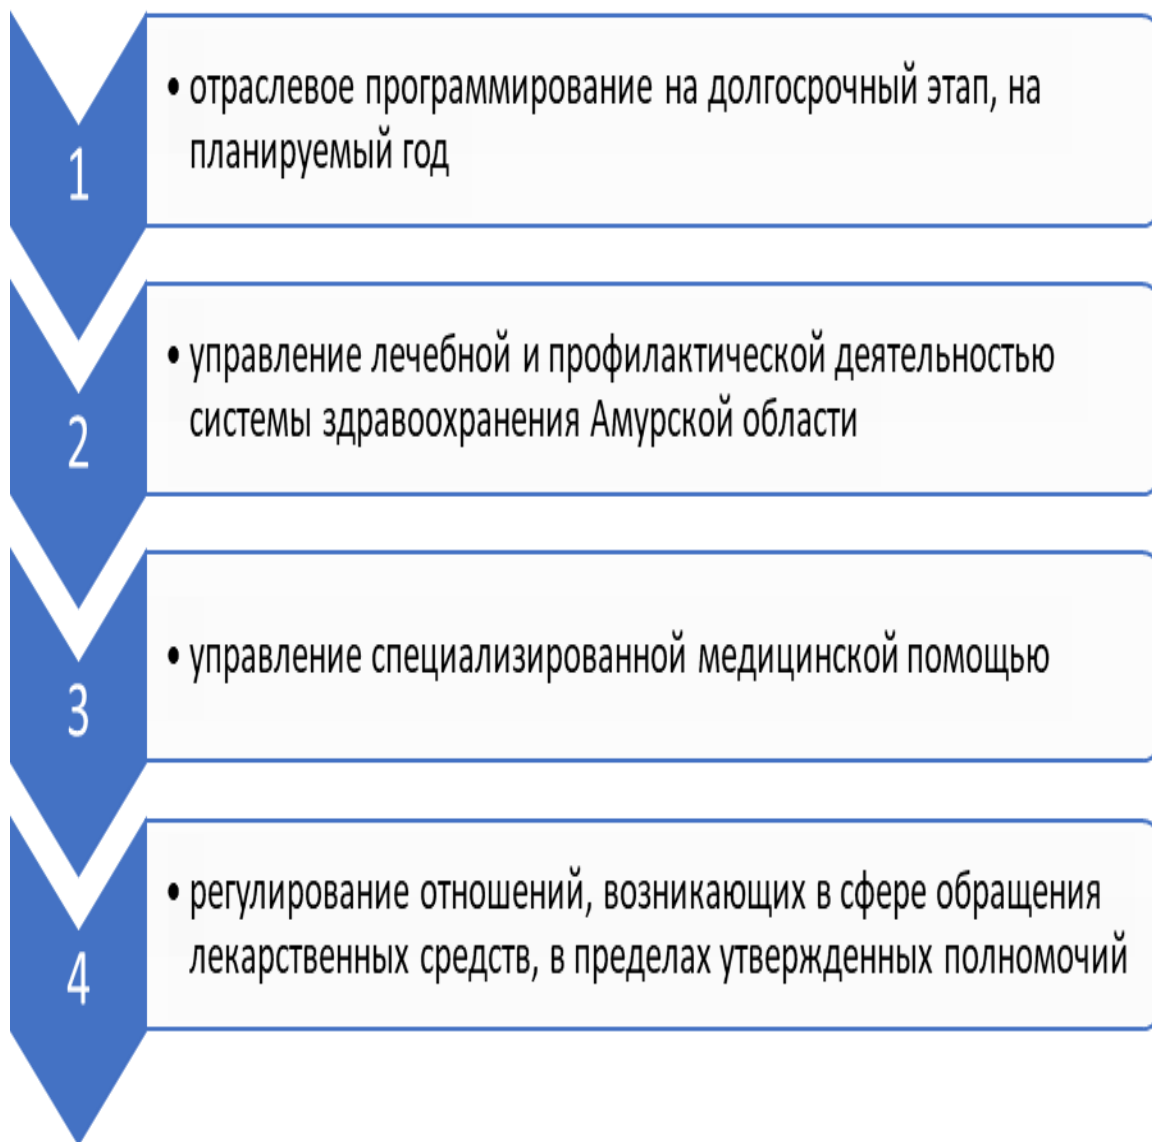 1
• отраслевое программирование на долгосрочный этап, на
планируемый год
2
• управление лечебной и профилактической деятельностью
системы здравоохранения Амурской области
3
• управление специализированной медицинской помощью
4
• регулирование отношений, возникающих в сфере обращения
лекарственных средств, в пределах утвержденных полномочий